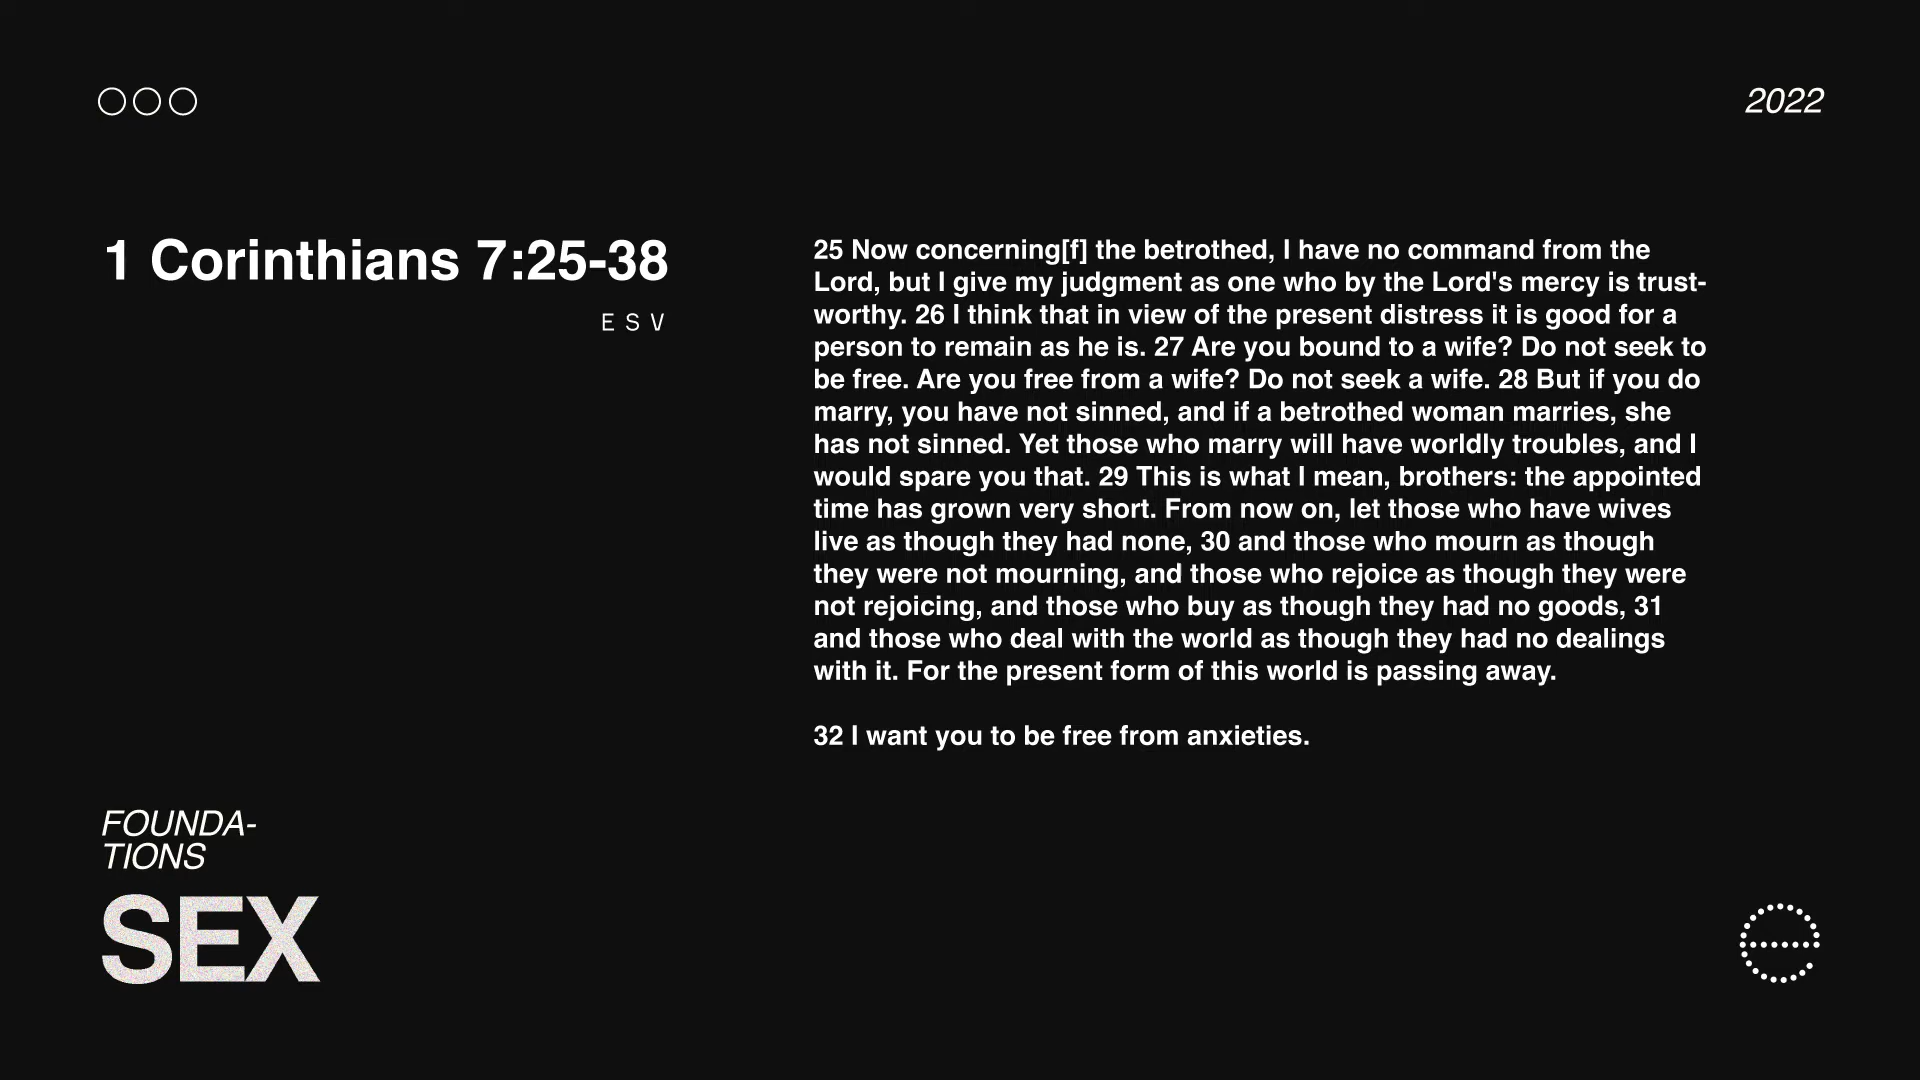 2022
1 Corinthians 7:25-38
ESV
25 Now concerning[f] the betrothed, I have no command from the
Lord, but I give my judgment as one who by the Lord's mercy is trust-
worthy. 26 I think that in view of the present distress it is good for a
person to remain as he is. 27 Are you bound to a wife? Do not seek to
be free. Are you free from a wife? Do not seek a wife. 28 But if you do
marry, you have not sinned, and if a betrothed woman marries, she
has not sinned. Yet those who marry will have worldly troubles, and I
would spare you that. 29 This is what I mean, brothers: the appointed
time has grown very short. From now on, let those who have wives
live as though they had none, 30 and those who mourn as though
they were not mourning, and those who rejoice as though they were
not rejoicing, and those who buy as though they had no goods, 31
and those who deal with the world as though they had no dealings
with it. For the present form of this world is passing away.
32 I want you to be free from anxieties.
FOUNDA-
TIONS
SEX